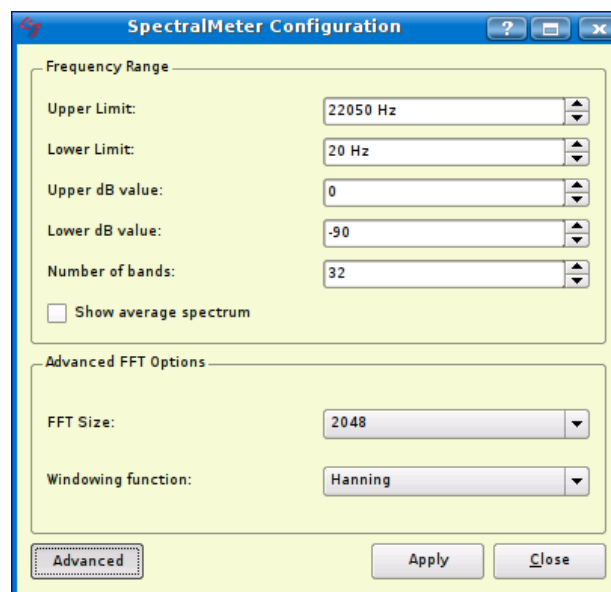 SpectralMeter Configuration
Frequency Range
Upper Limit: 22050 Hz
Lower Limit: 20 Hz
Upper dB value: 0
Lower dB value: -90
Number of bands: 32
Show average spectrum
Advanced FFT Options
FFT Size: 2048
Windowing function: Hanning
Advanced Apply Close